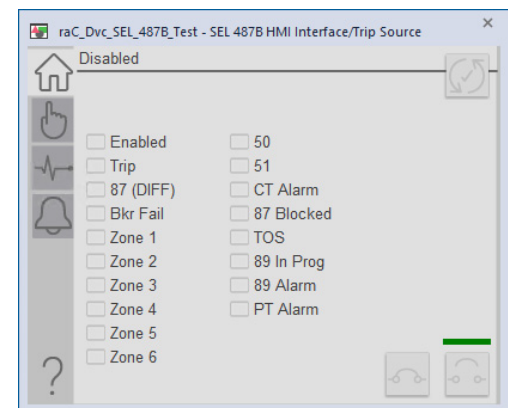 raC_Dvc_SEL_487B_Test - SEL 487B HMI Interface/Trip Source
Disabled
Enabled
Trip
87 (DIFF)
Bkr Fail
Zone 1
Zone 2
Zone 3
Zone 4
Zone 5
Zone 6
50
51
CT Alarm
87 Blocked
TOS
89 In Prog
89 Alarm
PT Alarm
?